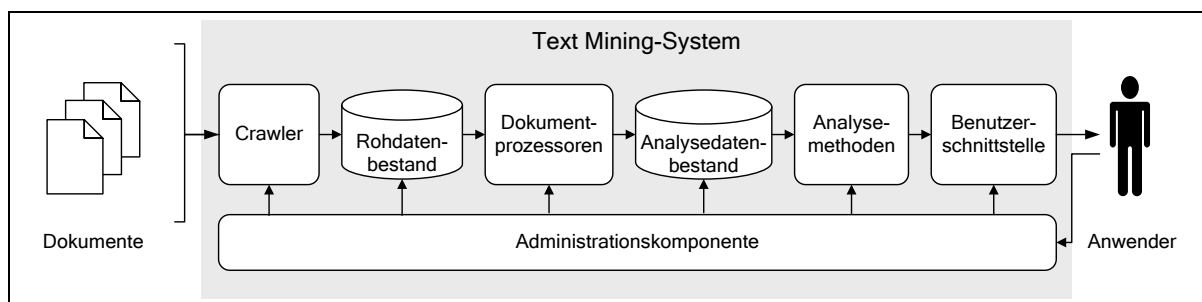 Text Mining-System
Dokumente
Crawler
Rohdaten-
bestand
Dokument-
prozessoren
Analysedaten-
bestand
Analyse-
methoden
Benutzer-
schnittstelle
Administrationskomponente
Anwender